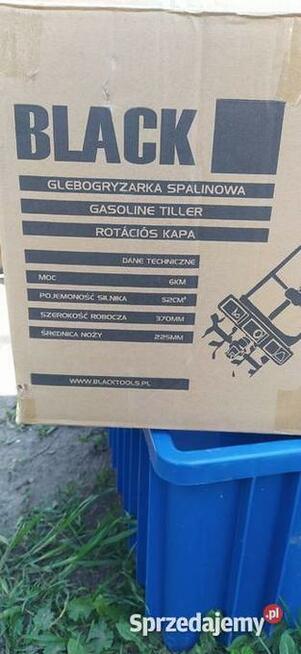 BLACK
GLEBOGRYZARKA SPALINOWA
GASOLINE TILLER
ROTÁCIÓS KAPA
DANE TECHNICZNE
MOC 6KM
POJEMONOŚĆ SILNIKA 52CM³
SZEROKOŚĆ ROBOCZA 370MM
ŚREDNICA NOŻY 225MM
WWW.BLACKTOOLS.PL
Sprzedajemy.pl